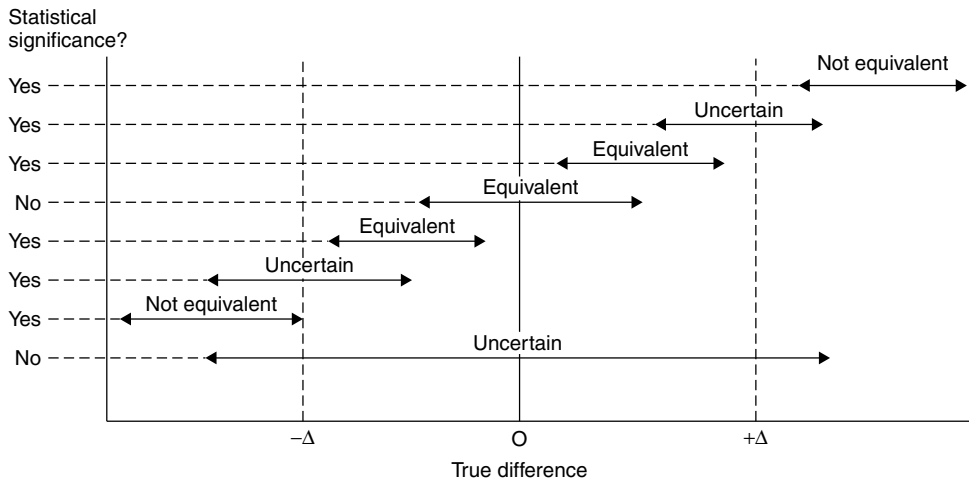 Statistical
significance?
Yes
Not equivalent
Yes
Uncertain
Yes
Equivalent
No
Equivalent
Yes
Equivalent
Yes
Uncertain
Yes
Not equivalent
No
Uncertain
−Δ
O
+Δ
True difference